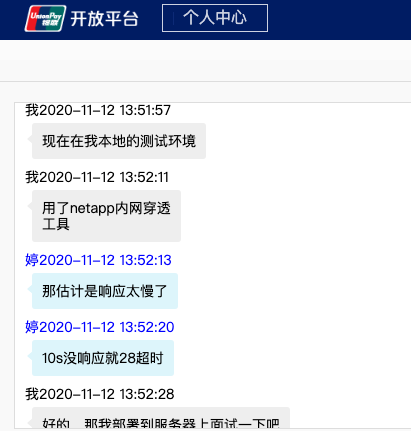 UnionPay
银联
开放平台
个人中心
我2020-11-12 13:51:57
现在在我本地的测试环境
我2020-11-12 13:52:11
用了netapp内网穿透
工具
婷2020-11-12 13:52:13
那估计是响应太慢了
婷2020-11-12 13:52:20
10s没响应就28超时
我2020-11-12 13:52:28
好的，那我部署到服务器上面试一下吧